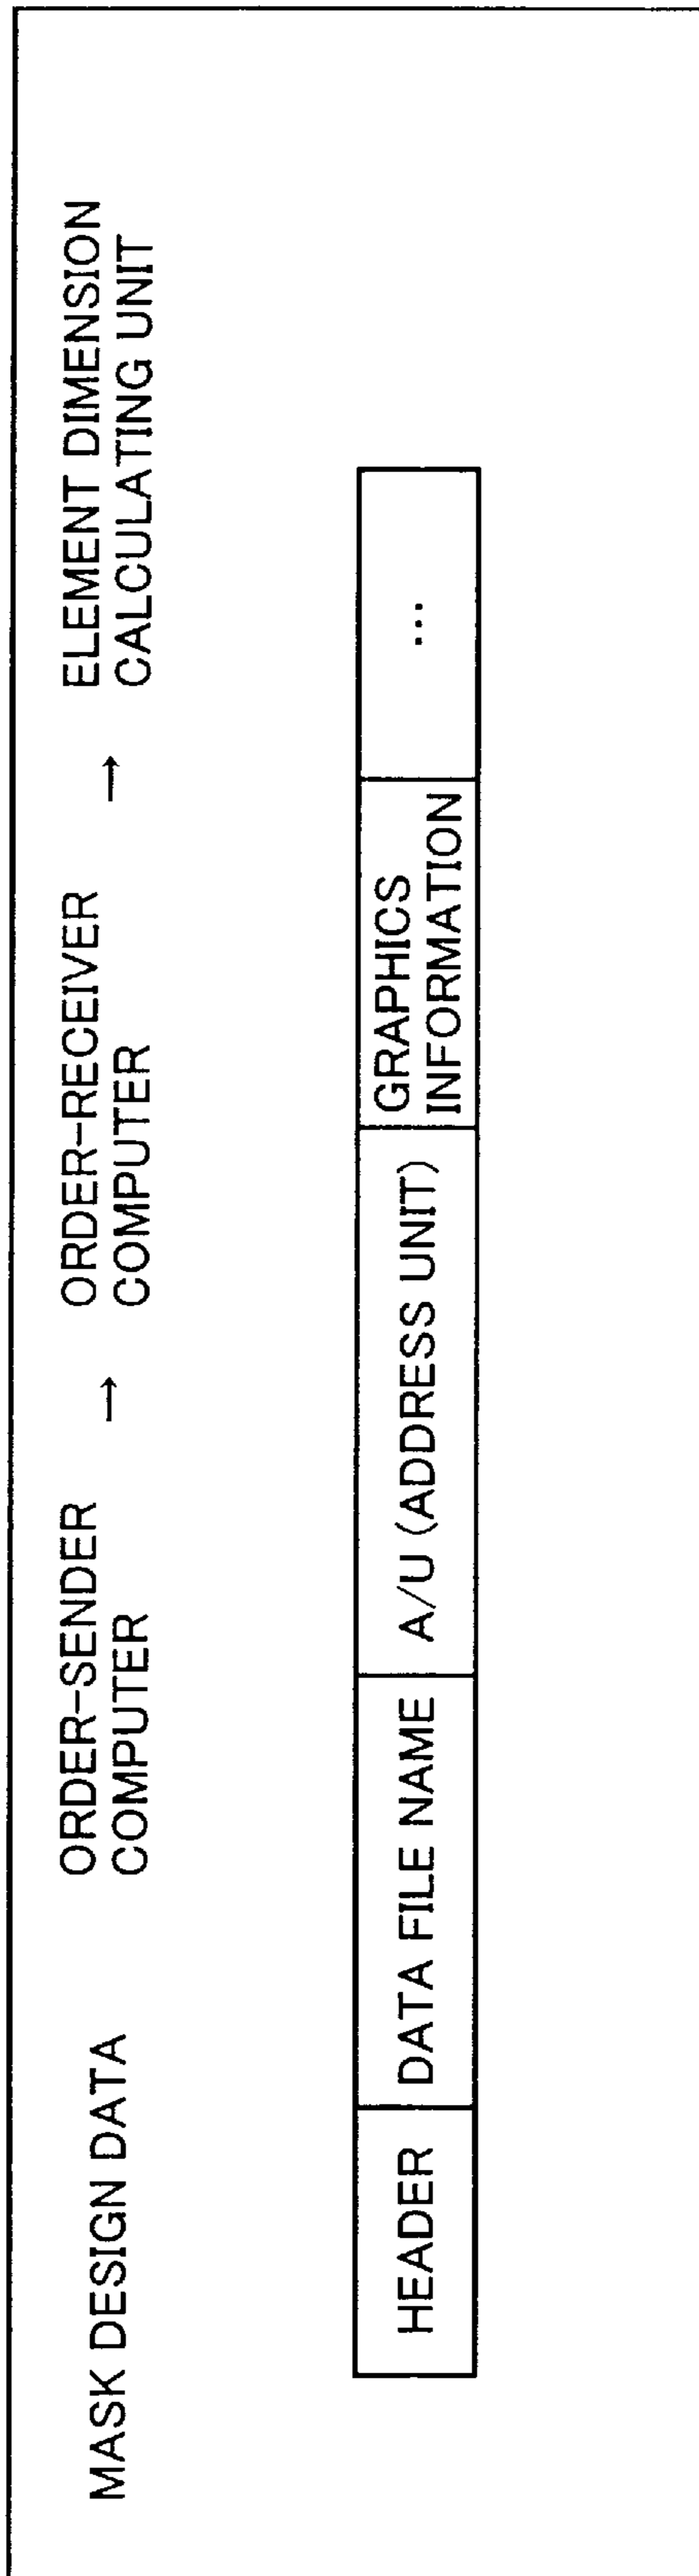 MASK DESIGN DATA
ORDER-SENDER
COMPUTER
→
ORDER-RECEIVER
COMPUTER
→
ELEMENT DIMENSION
CALCULATING UNIT
HEADER
DATA FILE NAME
A/U (ADDRESS UNIT)
GRAPHICS
INFORMATION
...